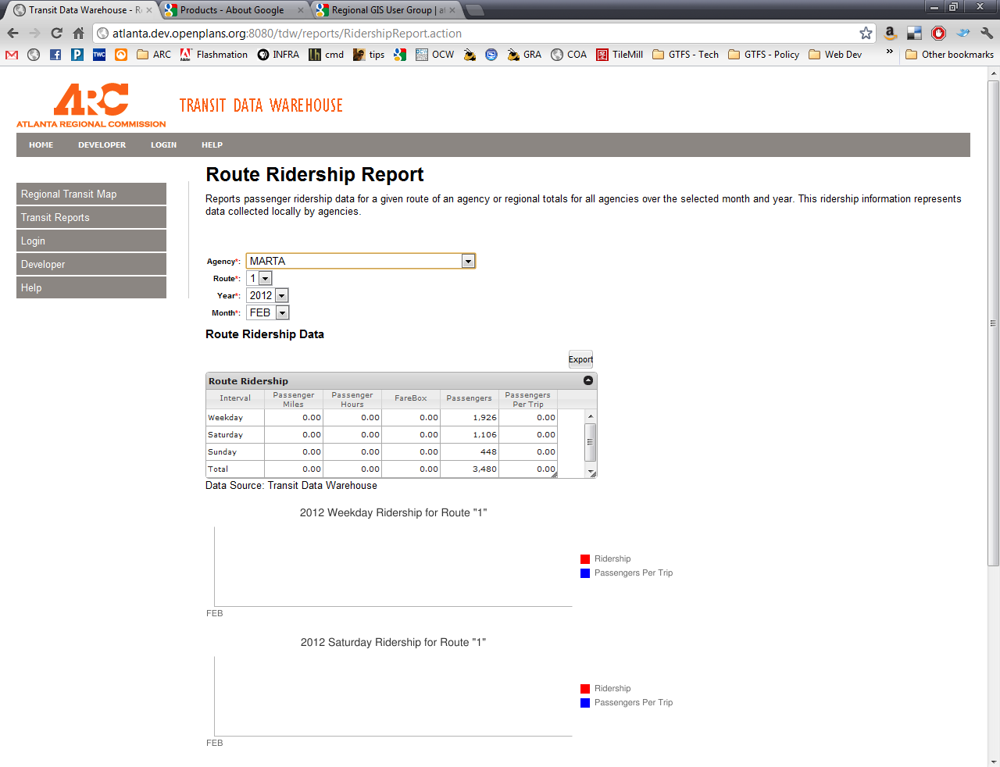 Transit Data Warehouse - R
Products - About Google
Regional GIS User Group | at
atlanta.dev.openplans.org:8080/tdw/reports/RidershipReport.action
ARC Flashmation INFRA cmd tips OCW GRA COA TileMill GTFS - Tech GTFS - Policy Web Dev » Other bookmarks
ARC
ATLANTA REGIONAL COMMISSION
TRANSIT DATA WAREHOUSE
HOME DEVELOPER LOGIN HELP
Regional Transit Map
Transit Reports
Login
Developer
Help
Route Ridership Report
Reports passenger ridership data for a given route of an agency or regional totals for all agencies over the selected month and year. This ridership information represents
data collected locally by agencies.
Agency*: MARTA
Route*: 1
Year*: 2012
Month*: FEB
Route Ridership Data
Export
Route Ridership
Interval Passenger Miles Passenger Hours FareBox Passengers Passengers Per Trip
Weekday 0.00 0.00 0.00 1,926 0.00
Saturday 0.00 0.00 0.00 1,106 0.00
Sunday 0.00 0.00 0.00 448 0.00
Total 0.00 0.00 0.00 3,480 0.00
Data Source: Transit Data Warehouse
2012 Weekday Ridership for Route "1"
Ridership
Passengers Per Trip
FEB
2012 Saturday Ridership for Route "1"
Ridership
Passengers Per Trip
FEB